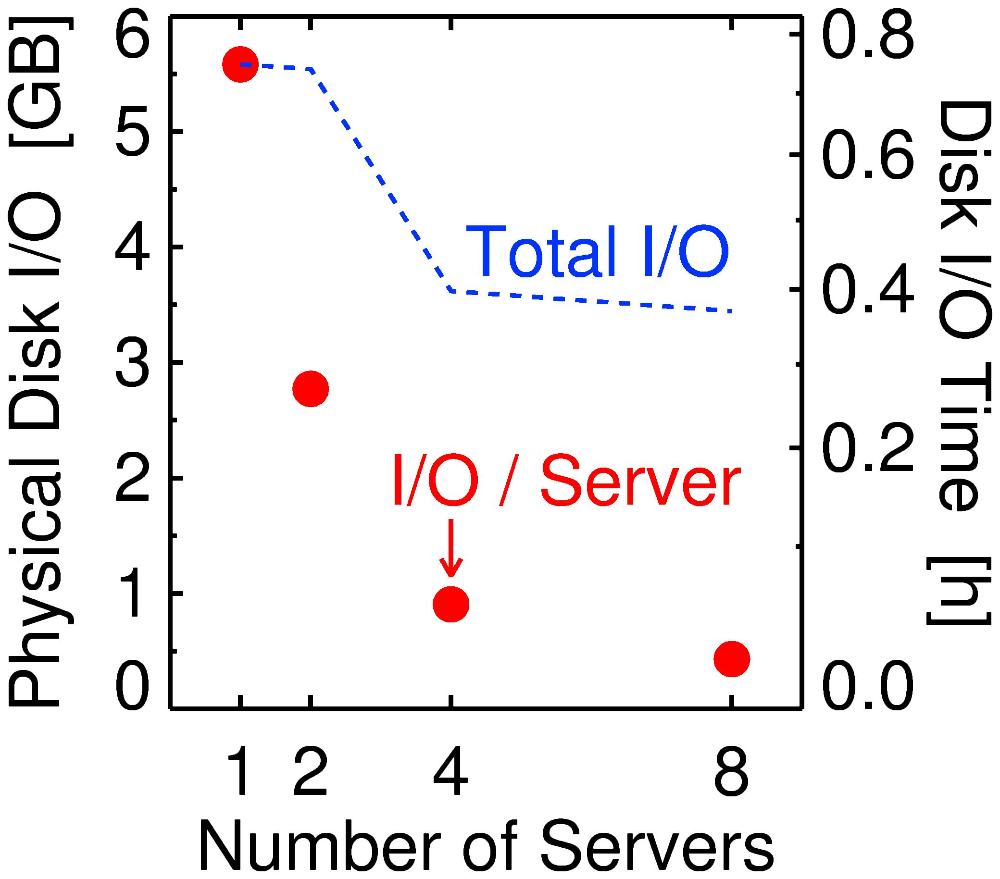 Physical Disk I/O [GB]
6
5
4
3
2
1
0
Total I/O
I/O / Server
0.8
0.6
0.4
0.2
0.0
Disk I/O Time [h]
1 2 4 8
Number of Servers